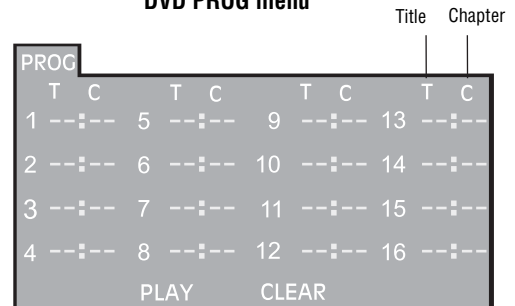 DVD PROG menu
Title Chapter
PROG
T C T C T C T C
1 --:-- 5 --:-- 9 --:-- 13 --:--
2 --:-- 6 --:-- 10 --:-- 14 --:--
3 --:-- 7 --:-- 11 --:-- 15 --:--
4 --:-- 8 --:-- 12 --:-- 16 --:--
PLAY CLEAR